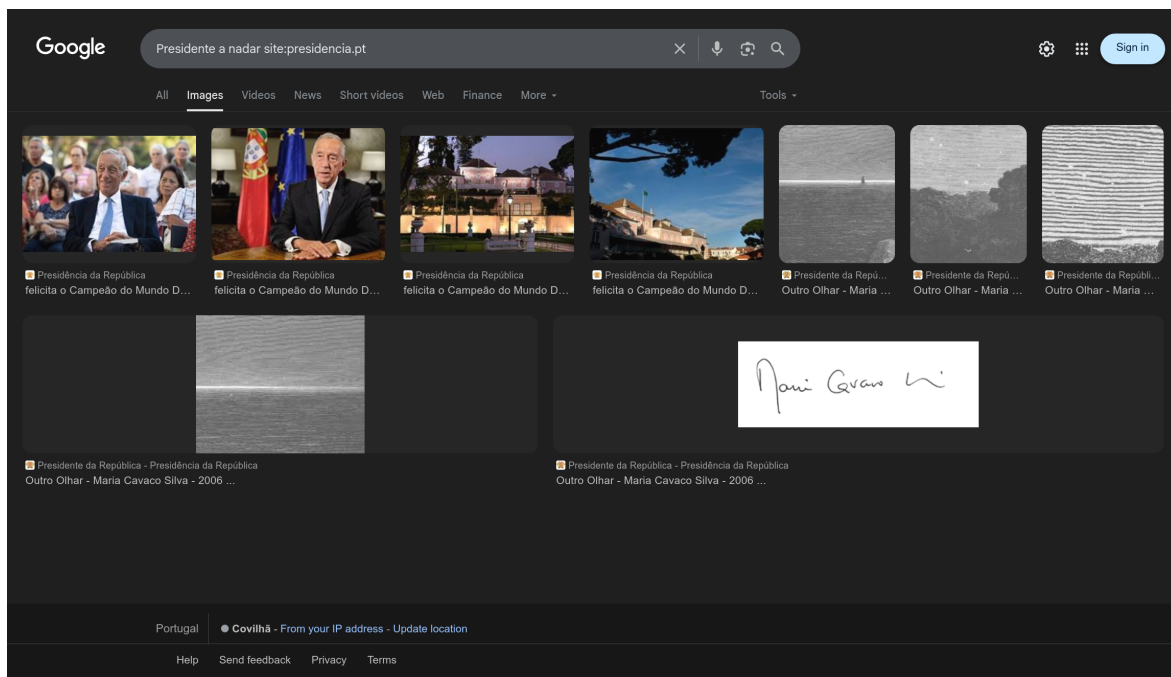 Google
Presidente a nadar site:presidencia.pt
Sign in
All Images Videos News Short videos Web Finance More
Tools
Presidência da República
felicita o Campeão do Mundo D...
Presidência da República
felicita o Campeão do Mundo D...
Presidência da República
felicita o Campeão do Mundo D...
Presidência da República
felicita o Campeão do Mundo D...
Presidente da Repú...
Outro Olhar - Maria ...
Presidente da Repú...
Outro Olhar - Maria ...
Presidente da Repúbli...
Outro Olhar - Maria ...
Presidente da República - Presidência da República
Outro Olhar - Maria Cavaco Silva - 2006 ...
Maria Cavaco
Presidente da República - Presidência da República
Outro Olhar - Maria Cavaco Silva - 2006 ...
Portugal
Covilhã - From your IP address - Update location
Help Send feedback Privacy Terms